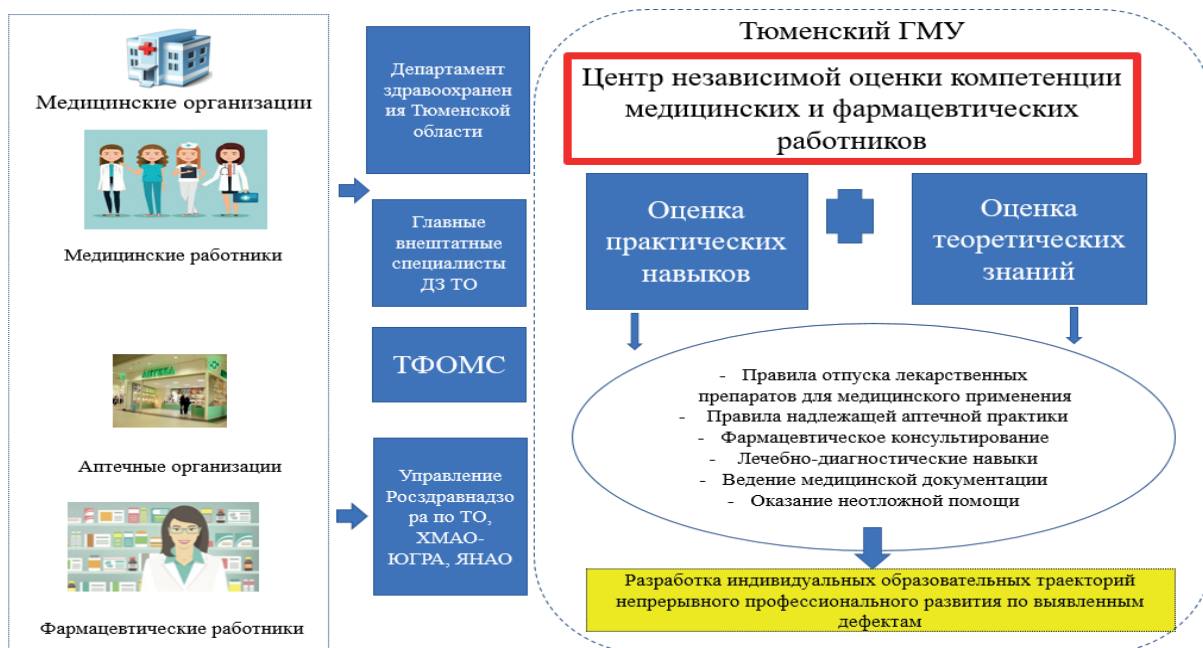 Медицинские организации
Медицинские работники
АПТЕКА
Аптечные организации
Фармацевтические работники
Департамент
здравоохранен
ия Тюменской
области
Главные
внештатные
специалисты
ДЗ ТО
ТФОМС
Управление
Росздравнадзо
ра по ТО,
ХМАО-
ЮГРА, ЯНАО
Тюменский ГМУ
Центр независимой оценки компетенции
медицинских и фармацевтических
работников
Оценка
практических
навыков
Оценка
теоретических
знаний
- Правила отпуска лекарственных
препаратов для медицинского применения
- Правила надлежащей аптечной практики
- Фармацевтическое консультирование
- Лечебно-диагностические навыки
- Ведение медицинской документации
- Оказание неотложной помощи
Разработка индивидуальных образовательных траекторий
непрерывного профессионального развития по выявленным
дефектам